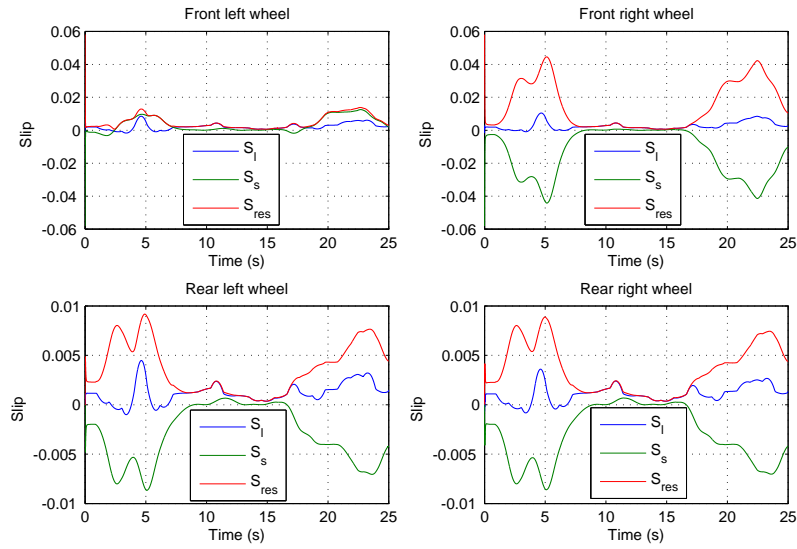 Front left wheel
0.06
0.04
0.02
0
-0.02
-0.04
-0.06
Slip
S_l
S_s
S_res
0 5 10 15 20 25
Time (s)
Front right wheel
0.06
0.04
0.02
0
-0.02
-0.04
-0.06
Slip
S_l
S_s
S_res
0 5 10 15 20 25
Time (s)
Rear left wheel
0.01
0.005
0
-0.005
-0.01
Slip
S_l
S_s
S_res
0 5 10 15 20 25
Time (s)
Rear right wheel
0.01
0.005
0
-0.005
-0.01
Slip
S_l
S_s
S_res
0 5 10 15 20 25
Time (s)